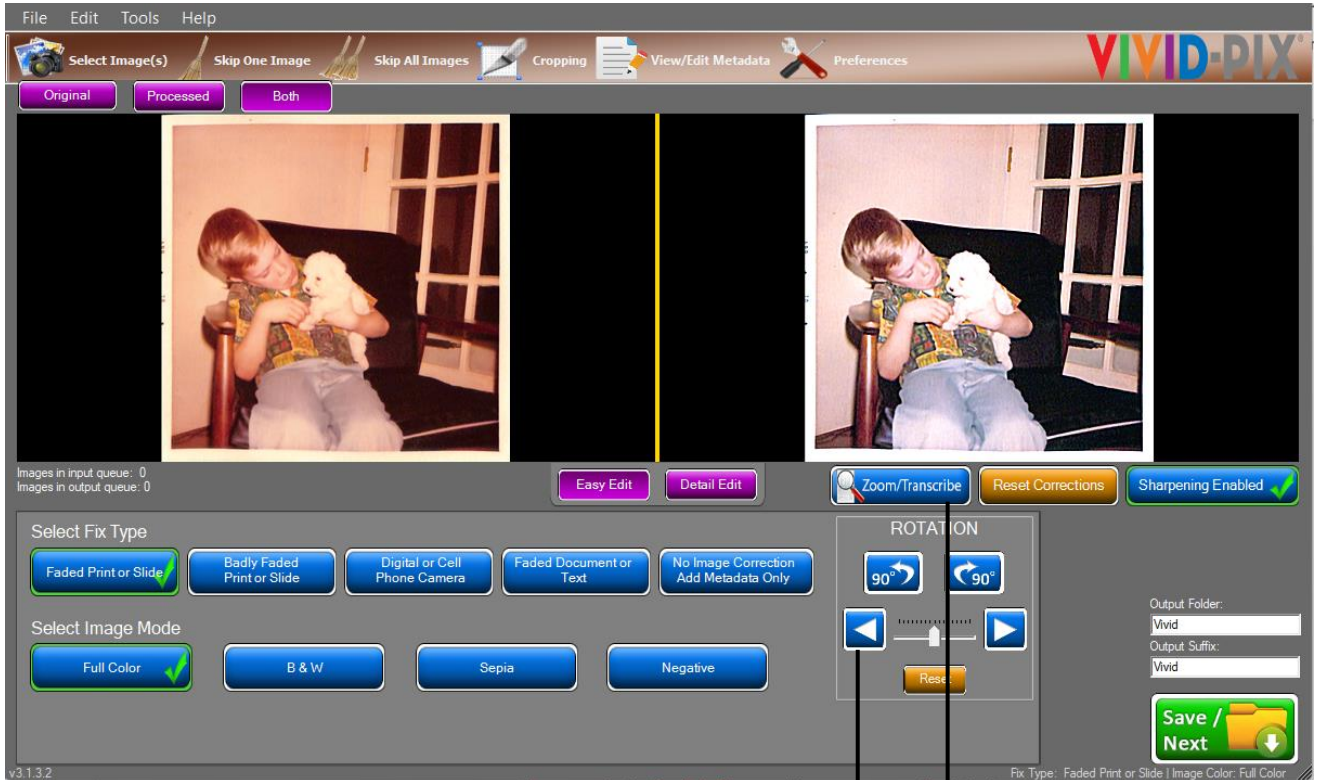 File Edit Tools Help
Select Image(s) Skip One Image Skip All Images Cropping View/Edit Metadata Preferences
VIVID-PIX®
Original Processed Both
Images in input queue: 0
Images in output queue: 0
Easy Edit Detail Edit Zoom/Transcribe Reset Corrections Sharpening Enabled
Select Fix Type
Faded Print or Slide
Badly Faded
Print or Slide
Digital or Cell
Phone Camera
Faded Document or
Text
No Image Correction
Add Metadata Only
Select Image Mode
Full Color B & W Sepia Negative
ROTATION
90° 90°
Reset
Output Folder:
Vivid
Output Suffix:
Vivid
Save /
Next
v3.1.3.2
Fix Type: Faded Print or Slide | Image Color: Full Color